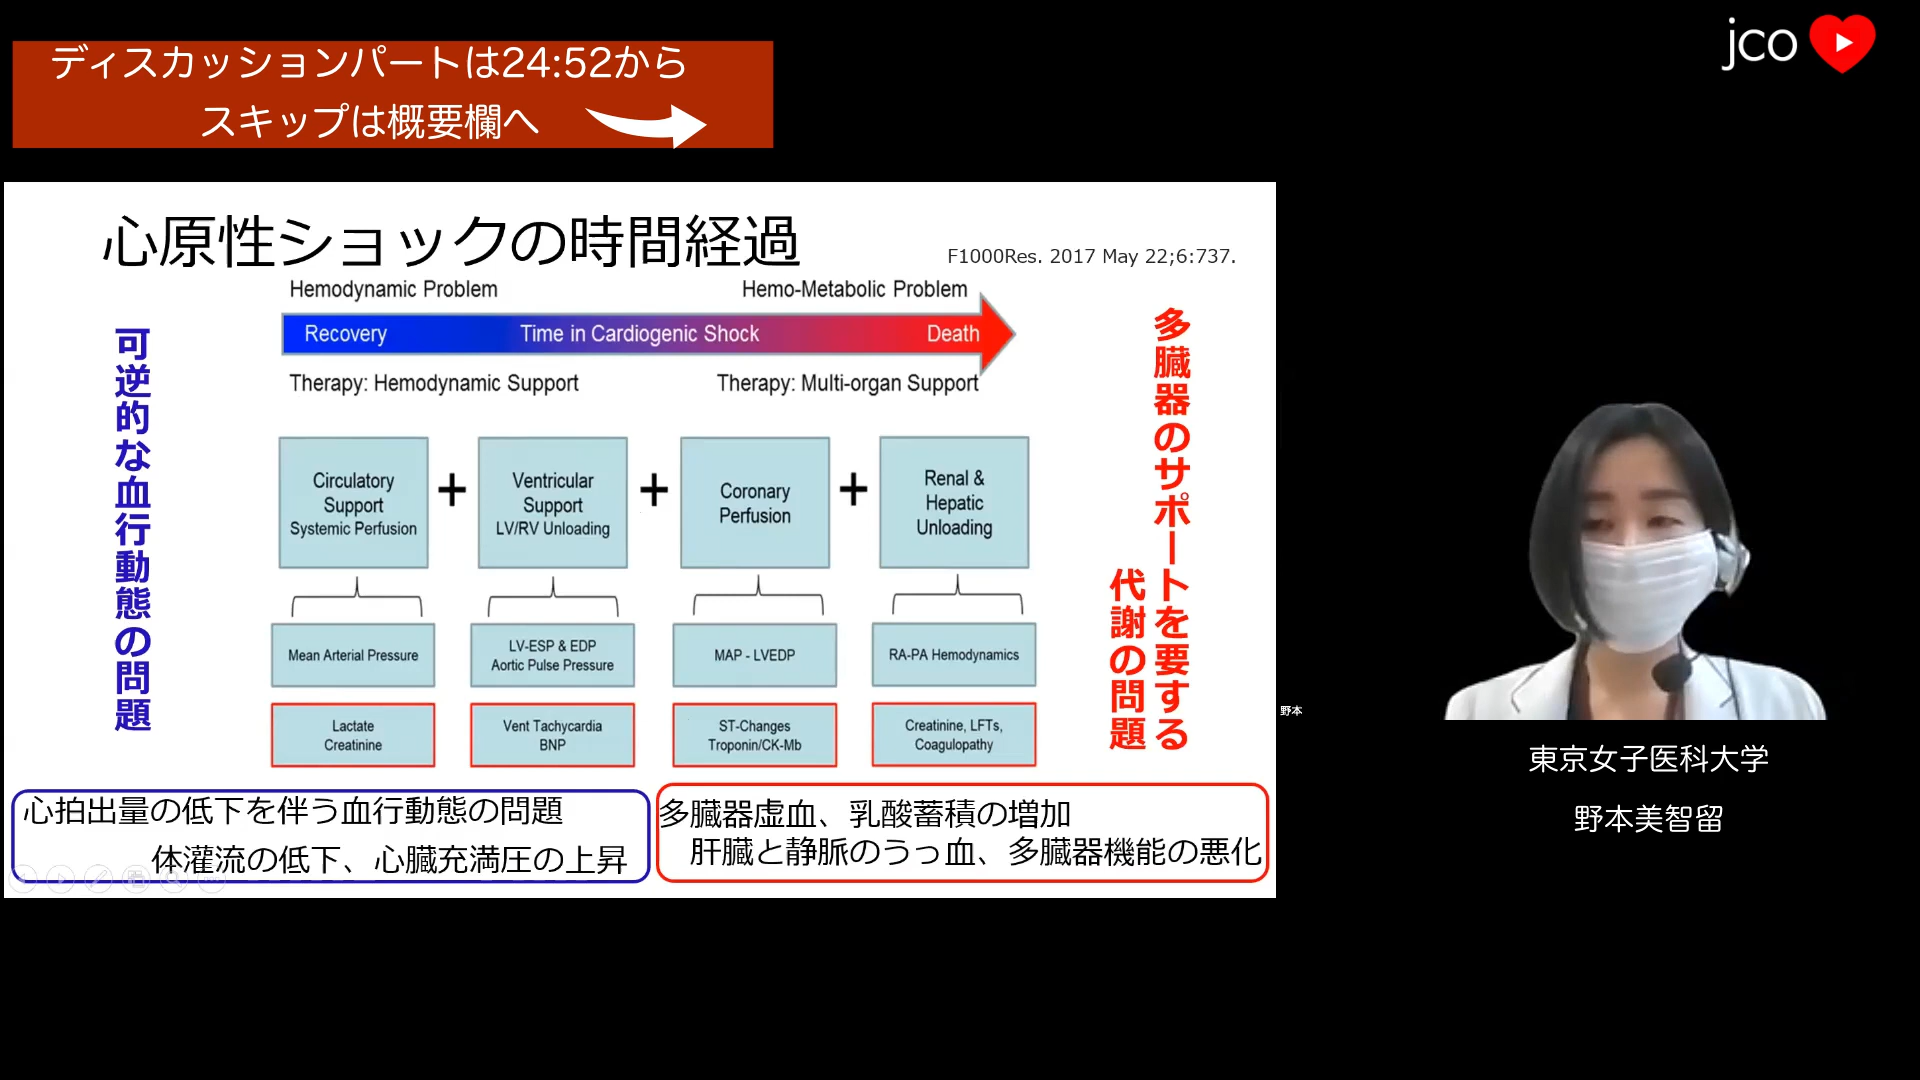 ディスカッションパートは24:52から
スキップは概要欄へ
jco
心原性ショックの時間経過
F1000Res. 2017 May 22;6:737.
Hemodynamic Problem
Hemo-Metabolic Problem
Recovery
Time in Cardiogenic Shock
Death
Therapy: Hemodynamic Support
Therapy: Multi-organ Support
可逆的な血行動態の問題
多臓器のサポートを要する
代謝の問題
Circulatory
Support
Systemic Perfusion
+
Ventricular
Support
LV/RV Unloading
+
Coronary
Perfusion
+
Renal &
Hepatic
Unloading
Mean Arterial Pressure
LV-ESP & EDP
Aortic Pulse Pressure
MAP - LVEDP
RA-PA Hemodynamics
Lactate
Creatinine
Vent Tachycardia
BNP
ST-Changes
Troponin/CK-Mb
Creatinine, LFTs,
Coagulopathy
心拍出量の低下を伴う血行動態の問題
体灌流の低下、心臓充満圧の上昇
多臓器虚血、乳酸蓄積の増加
肝臓と静脈のうっ血、多臓器機能の悪化
野本
東京女子医科大学
野本美智留